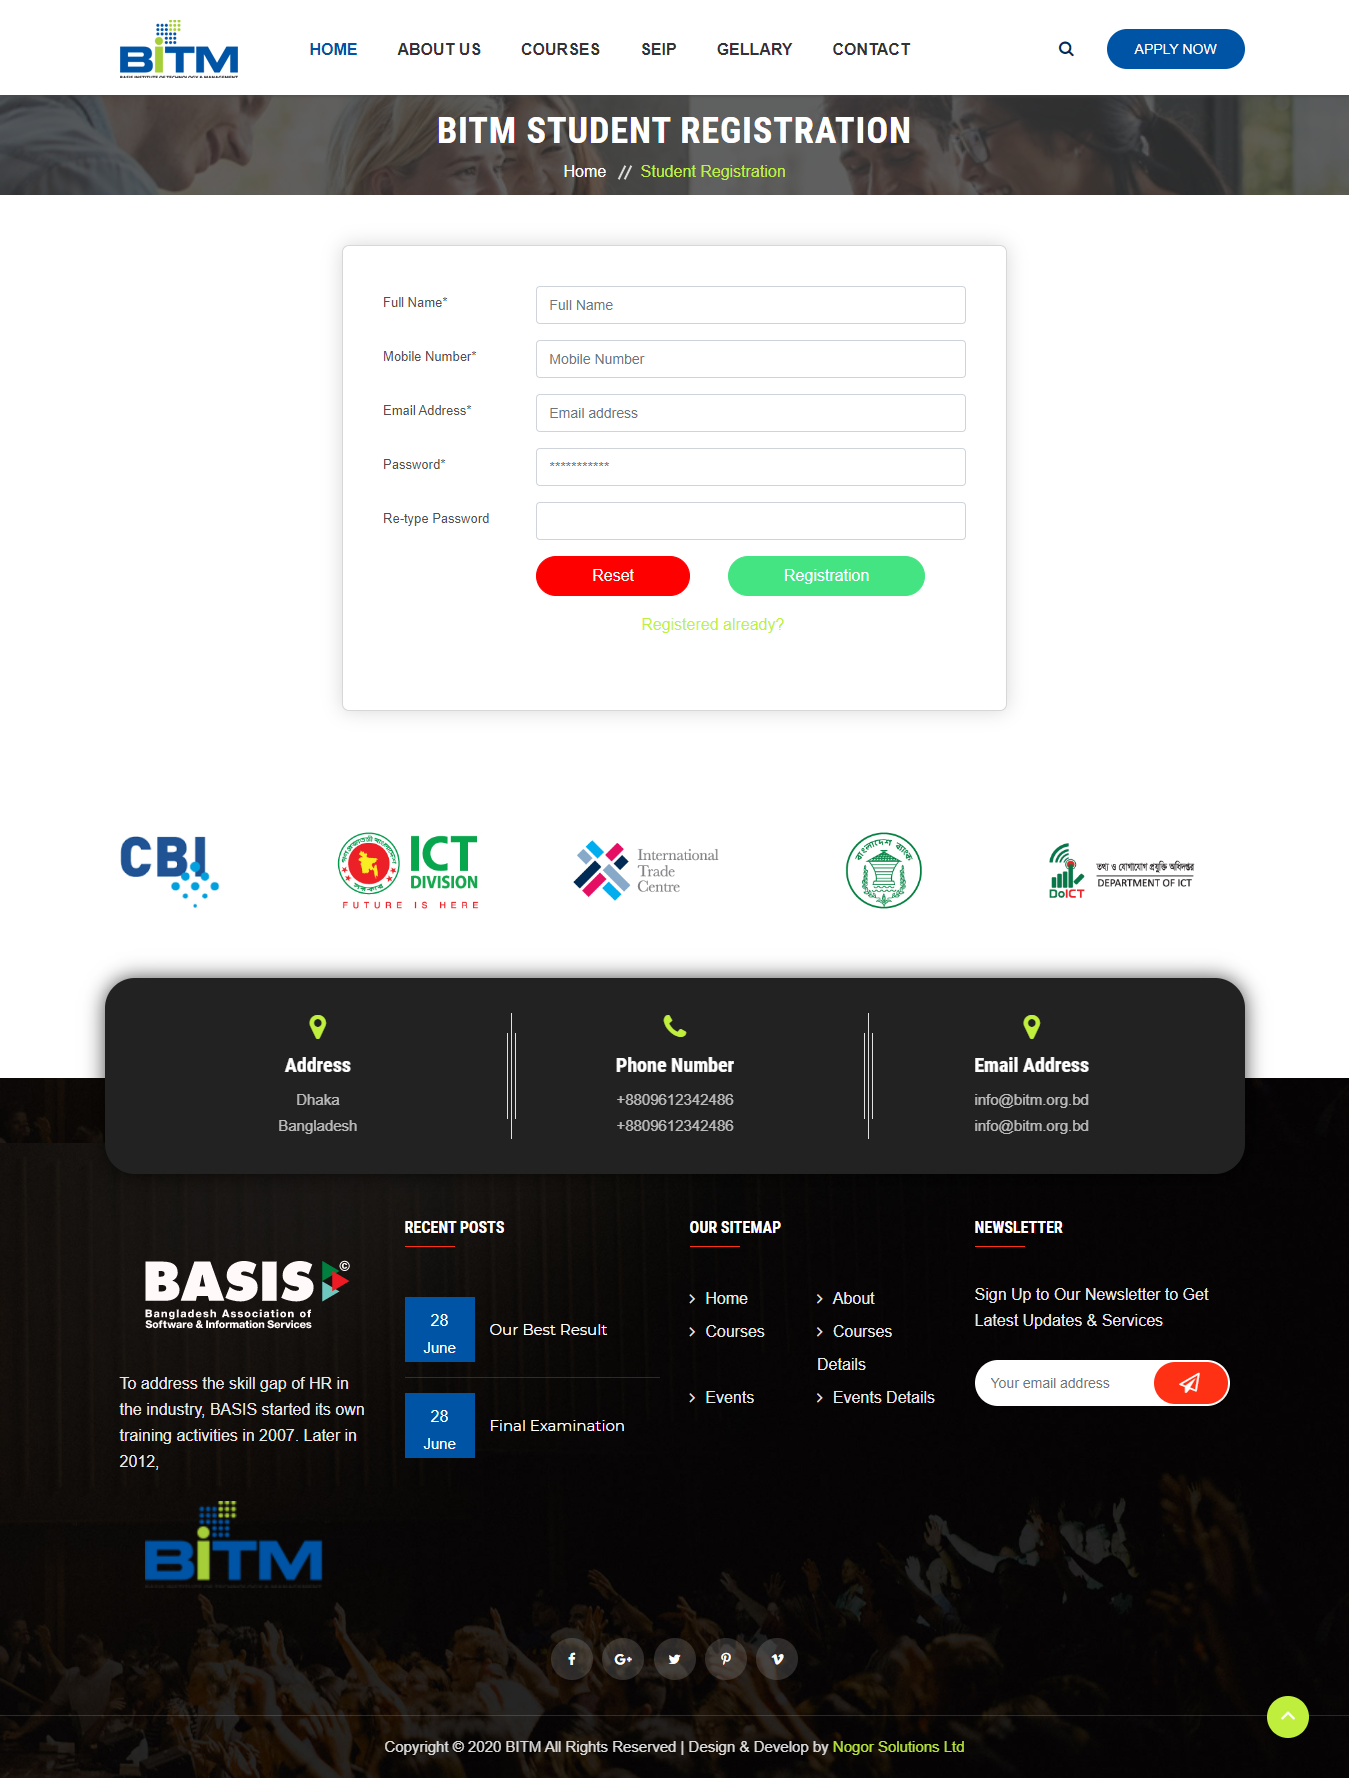 BiTM
BASIS INSTITUTE OF TECHNOLOGY & MANAGEMENT
HOME
ABOUT US
COURSES
SEIP
GELLARY
CONTACT
APPLY NOW
BITM STUDENT REGISTRATION
Home // Student Registration
Full Name*
Full Name
Mobile Number*
Mobile Number
Email Address*
Email address
Password*
***********
Re-type Password
Reset
Registration
Registered already?
CBI
ICT
DIVISION
FUTURE IS HERE
International
Trade
Centre
বাংলাদেশ ব্যাংক
DoICT
তথ্য ও যোগাযোগ প্রযুক্তি অধিদপ্তর
DEPARTMENT OF ICT
Address
Dhaka
Bangladesh
Phone Number
+8809612342486
+8809612342486
Email Address
info@bitm.org.bd
info@bitm.org.bd
BASIS©
Bangladesh Association of
Software & Information Services
To address the skill gap of HR in
the industry, BASIS started its own
training activities in 2007. Later in
2012,
BiTM
RECENT POSTS
28
June
Our Best Result
28
June
Final Examination
OUR SITEMAP
Home
About
Courses
Courses
Details
Events
Events Details
NEWSLETTER
Sign Up to Our Newsletter to Get
Latest Updates & Services
Your email address
Copyright © 2020 BITM All Rights Reserved | Design & Develop by Nogor Solutions Ltd